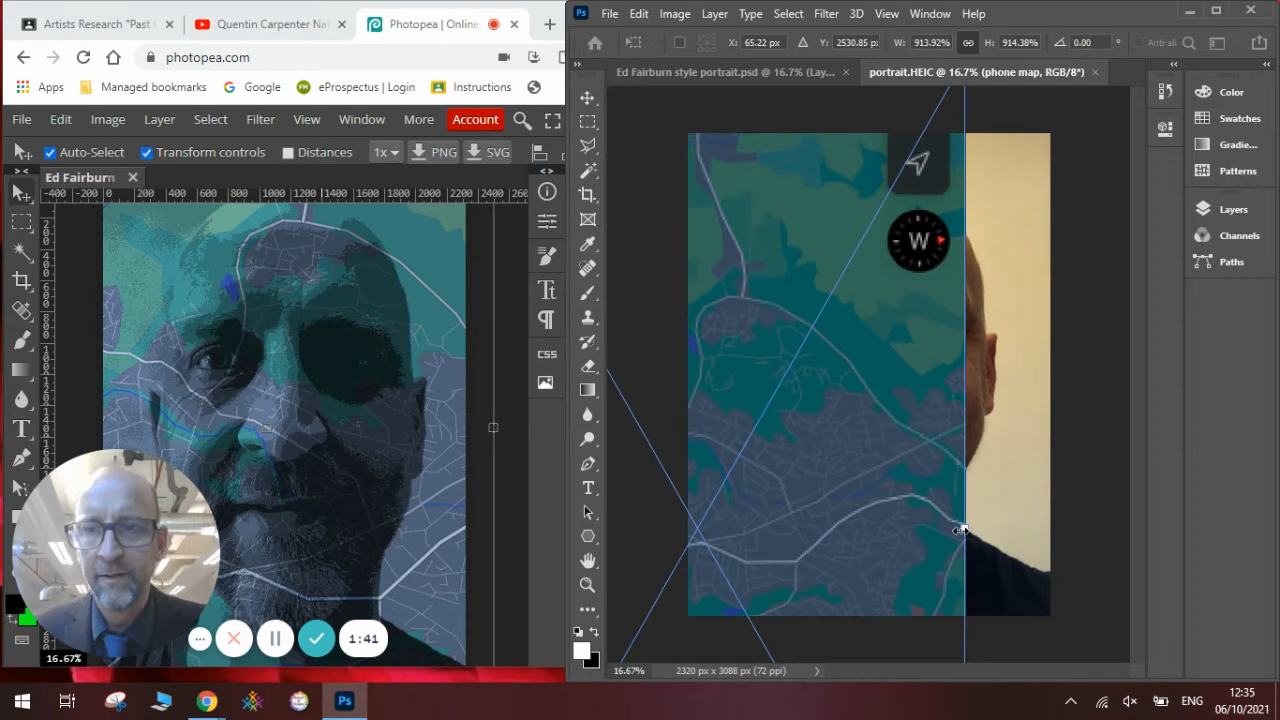 Artists Research "Past
Quentin Carpenter Na
Photopea | Online
photopea.com
Apps
Managed bookmarks
Google
eProspectus | Login
Instructions
File Edit Image Layer Select Filter View Window More Account
Auto-Select
Transform controls
Distances
1x
PNG
SVG
Ed Fairburn
-400 -200 0 200 400 600 800 1000 1200 1400 1600 1800 2000 2200 2400 260
CSS
16.67%
1:41
Ps File Edit Image Layer Type Select Filter 3D View Window Help
X: 65.22 px Y: 2530.85 px W: 913.92% H: 914.38% 0.00 ° Anti-ali
Ed Fairburn style portrait.psd @ 16.7% (Lay...
portrait.HEIC @ 16.7% (phone map, RGB/8*)
W
Color
Swatches
Gradie...
Patterns
Layers
Channels
Paths
16.67% 2320 px x 3088 px (72 ppi)
Ps
ENG
12:35
06/10/2021